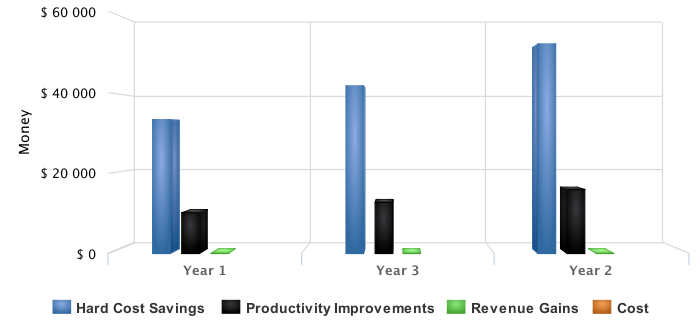 $ 60 000
$ 40 000
Money
$ 20 000
$ 0
Year 1 Year 3 Year 2
Hard Cost Savings Productivity Improvements Revenue Gains Cost